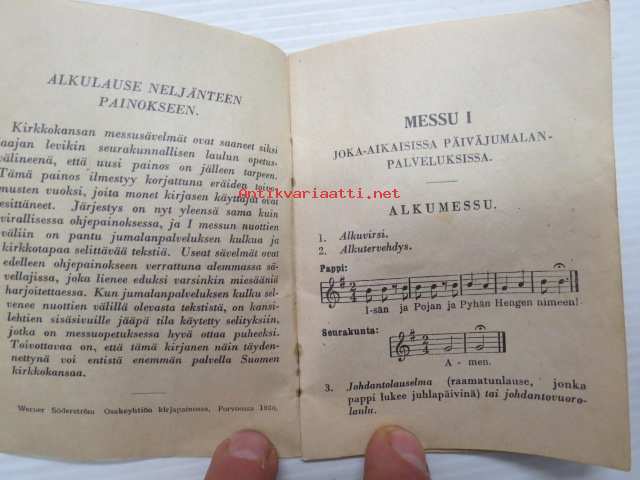 ALKULAUSE NELJÄNTEEN
PAINOKSEEN.
Kirkkokansan messusävelmät ovat saaneet siksi
laajan levikin seurakunnallisen laulun opetus-
välineenä, että uusi painos on jälleen tarpeen.
Tämä painos ilmestyy korjattuna eräiden toivo-
musten vuoksi, joita monet kirjasen käyttäjät ovat
esittäneet. Järjestys on nyt yleensä sama kuin
virallisessa ohjepainoksessa, ja I messun nuottien
väliin on pantu jumalanpalveluksen kulkua ja
kirkkotapaa selittävää tekstiä. Useat sävelmät ovat
edelleen ohjepainokseen verrattuna alemmassa sä-
vellajissa, joka lienee eduksi varsinkin miesääniä
harjoitettaessa. Kun jumalanpalveluksen kulku sel-
venee nuottien välillä olevasta tekstistä, on kansi-
lehtien sisäsivuille jääpä tila käytetty selityksiin,
jotka on messuopetuksessa hyvä ottaa puheeksi.
Toivottavaa on, että tämä kirjanen näin täyden-
nettynä voi entistä enemmän palvella Suomen
kirkkokansaa.
Werner Söderström Osakeyhtiön kirjapainossa, Porvoossa 1950.
MESSU I
JOKA-AIKAISISSA PÄIVÄJUMALAN-
PALVELUKSISSA.
ALKUMESSU.
1. Alkuvirsi.
2. Alkutervehdys.
Pappi:
I-sän ja Pojan ja Pyhän Hengen nimeen!
Seurakunta:
A - men.
3. Johdantolauselma (raamatunlause, jonka
pappi lukee juhlapäivinä) tai johdantovuoro-
laulu.
Antikvariaatti.net